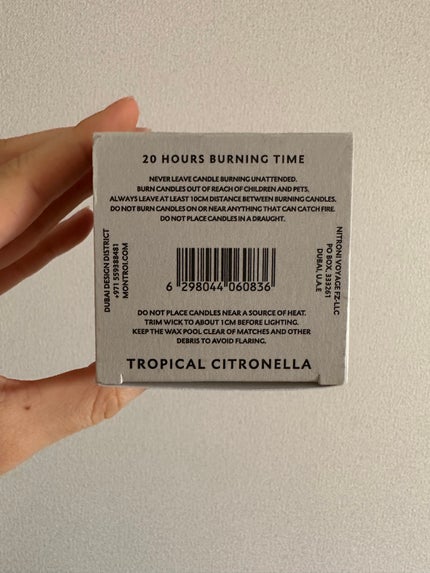 20 HOURS BURNING TIME
NEVER LEAVE CANDLE BURNING UNATTENDED.
BURN CANDLES OUT OF REACH OF CHILDREN AND PETS.
ALWAYS LEAVE AT LEAST 10CM DISTANCE BETWEEN BURNING CANDLES.
DO NOT BURN CANDLES ON OR NEAR ANYTHING THAT CAN CATCH FIRE.
DO NOT PLACE CANDLES IN A DRAUGHT.
DUBAI DESIGN DISTRICT
+971 559388481
MONTROI.COM
6 298044 060836
NITRONI VOYAGE FZ-LLC
PO BOX. 333261
DUBAI, U.A.E
DO NOT PLACE CANDLES NEAR A SOURCE OF HEAT.
TRIM WICK TO ABOUT 1CM BEFORE LIGHTING.
KEEP THE WAX POOL CLEAR OF MATCHES AND OTHER
DEBRIS TO AVOID FLARING.
TROPICAL CITRONELLA